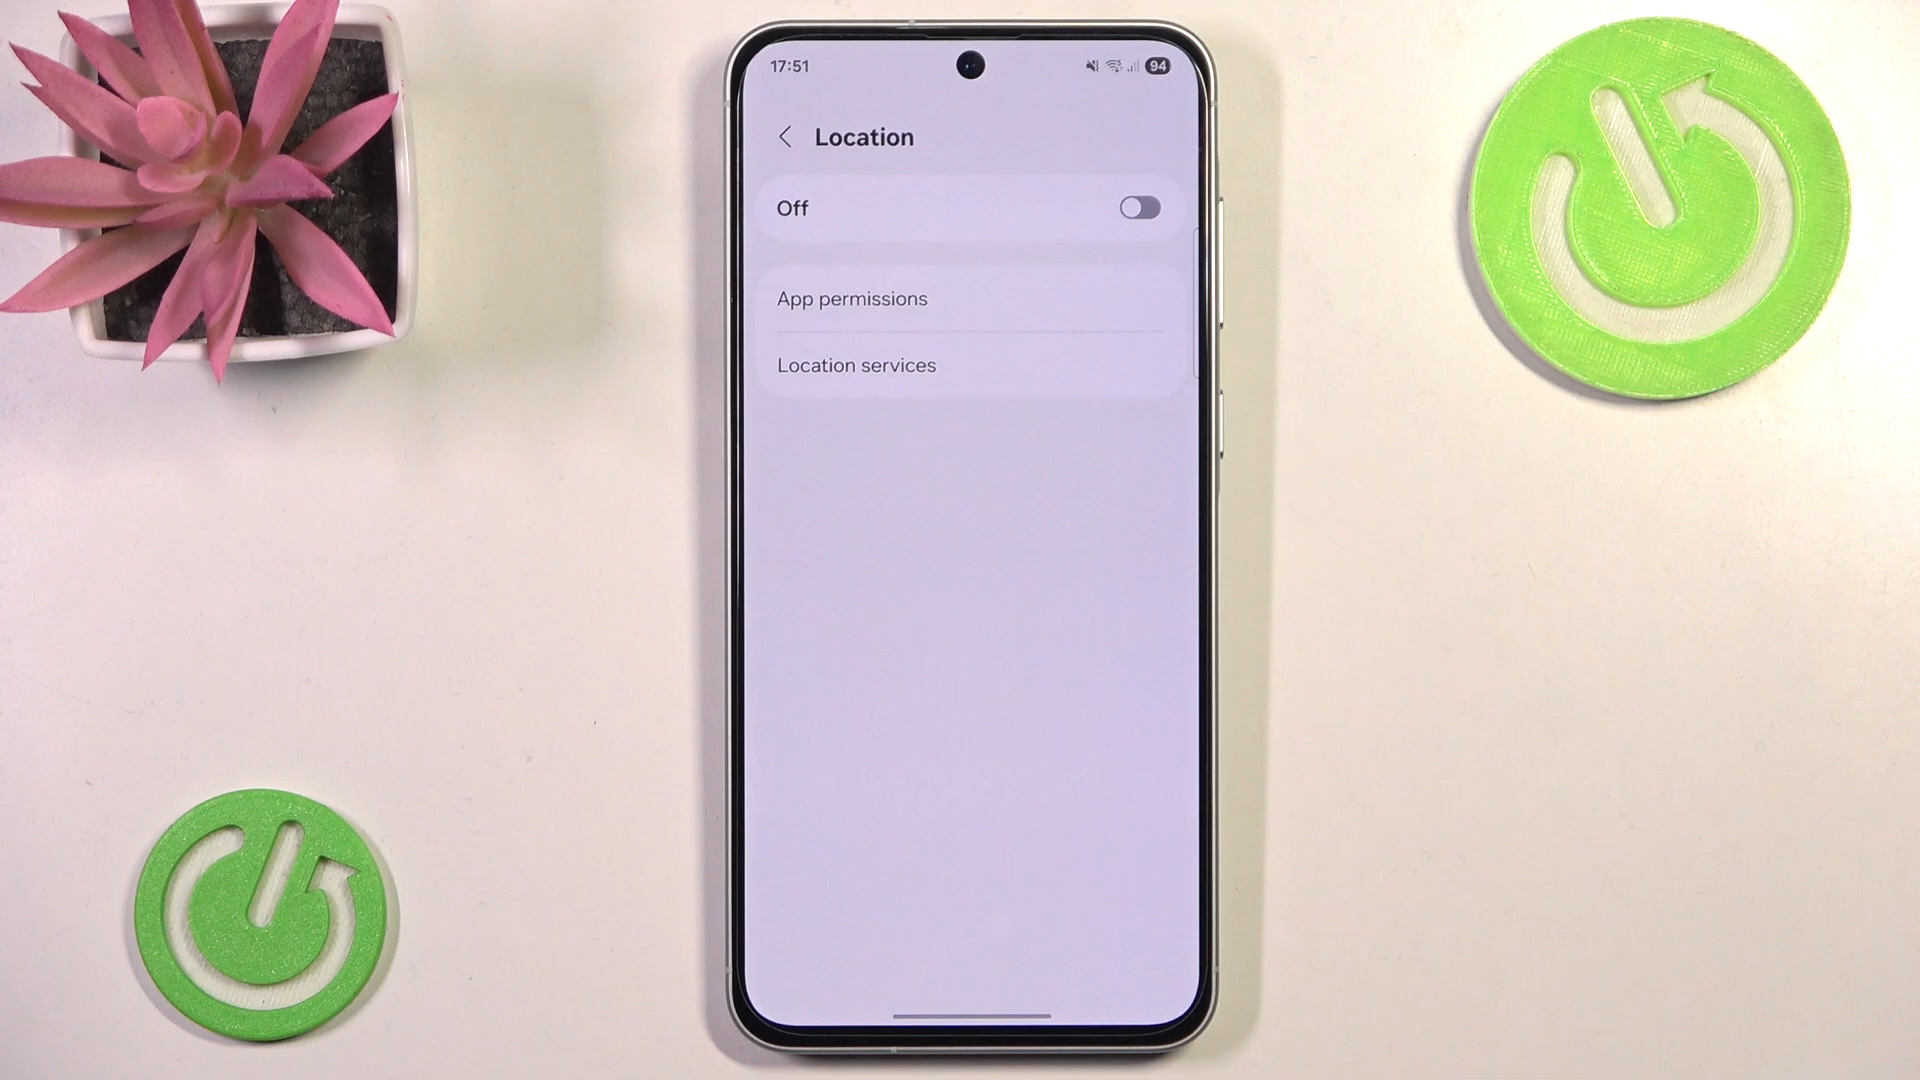 17:51
94
Location
Off
App permissions
Location services